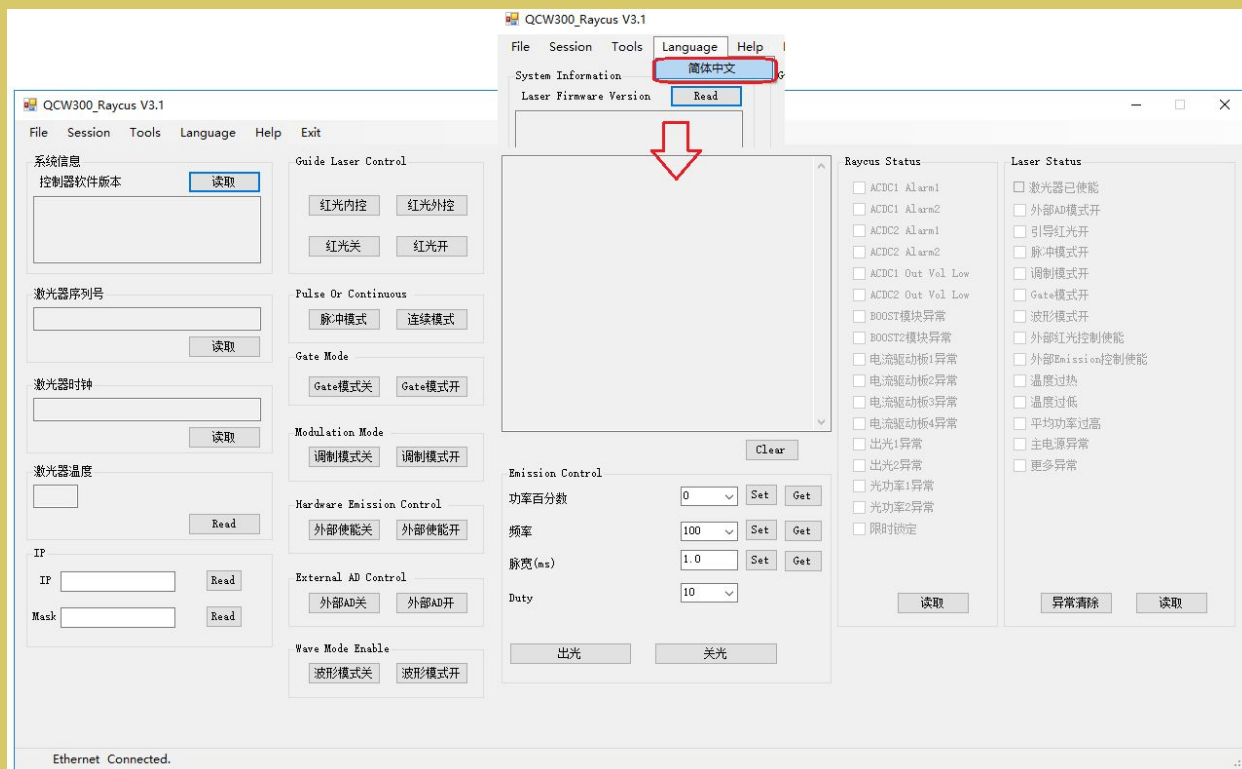 QCW300_Raycus V3.1
File Session Tools Language Help
简体中文
System Information
Laser Firmware Version Read
QCW300_Raycus V3.1
File Session Tools Language Help Exit
系统信息
控制器软件版本 读取
激光器序列号
读取
激光器时钟
读取
激光器温度
Read
IP
IP Read
Mask Read
Guide Laser Control
红光内控 红光外控
红光关 红光开
Pulse Or Continuous
脉冲模式 连续模式
Gate Mode
Gate模式关 Gate模式开
Modulation Mode
调制模式关 调制模式开
Hardware Emission Control
外部使能关 外部使能开
External AD Control
外部AD关 外部AD开
Wave Mode Enable
波形模式关 波形模式开
Clear
Emission Control
功率百分数 0 Set Get
频率 100 Set Get
脉宽(ms) 1.0 Set Get
Duty 10
出光 关光
Raycus Status
ACDC1 Alarm1
ACDC1 Alarm2
ACDC2 Alarm1
ACDC2 Alarm2
ACDC1 Out Vol Low
ACDC2 Out Vol Low
BOOST模块异常
BOOST2模块异常
电流驱动板1异常
电流驱动板2异常
电流驱动板3异常
电流驱动板4异常
出光1异常
出光2异常
光功率1异常
光功率2异常
限时锁定
读取
Laser Status
激光器已使能
外部AD模式开
引导红光开
脉冲模式开
调制模式开
Gate模式开
波形模式开
外部红光控制使能
外部Emission控制使能
温度过热
温度过低
平均功率过高
主电源异常
更多异常
异常清除 读取
Ethernet Connected.